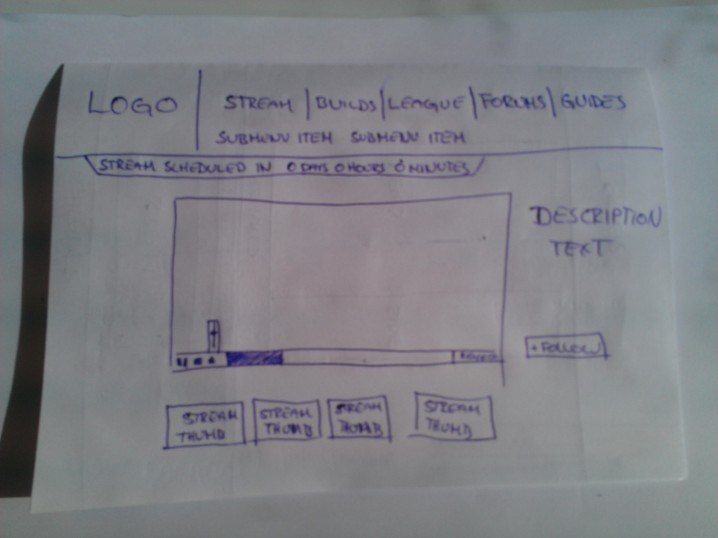 LOGO
STREAM | BUILDS | LEAGUE | FORUMS | GUIDES
SUBMENU ITEM SUBMENU ITEM
STREAM SCHEDULED IN 0 DAYS 0 HOURS 0 MINUTES
DESCRIPTION
TEXT
+ FOLLOW
STREAM
THUMB
STREAM
THUMB
STREAM
THUMB
STREAM
THUMB